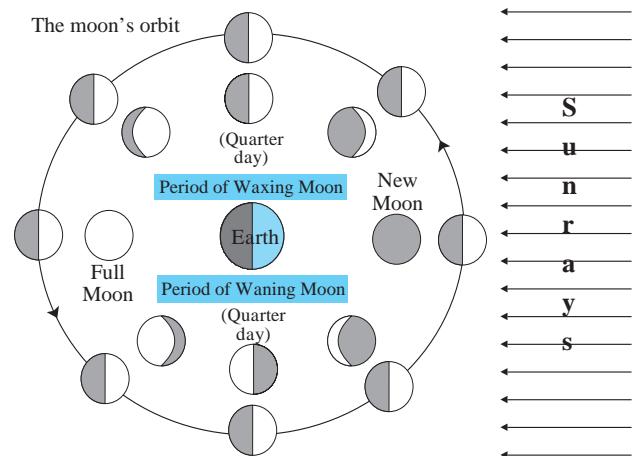 The moon's orbit
(Quarter
day)
Period of Waxing Moon
New
Moon
Earth
Full
Moon
Period of Waning Moon
(Quarter
day)
S
u
n
r
a
y
s